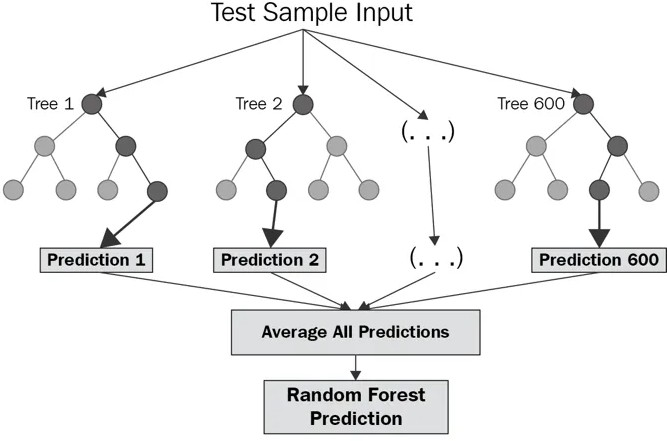 Test Sample Input
Tree 1
Tree 2
Tree 600
(. . .)
Prediction 1
Prediction 2
(. . .)
Prediction 600
Average All Predictions
Random Forest
Prediction